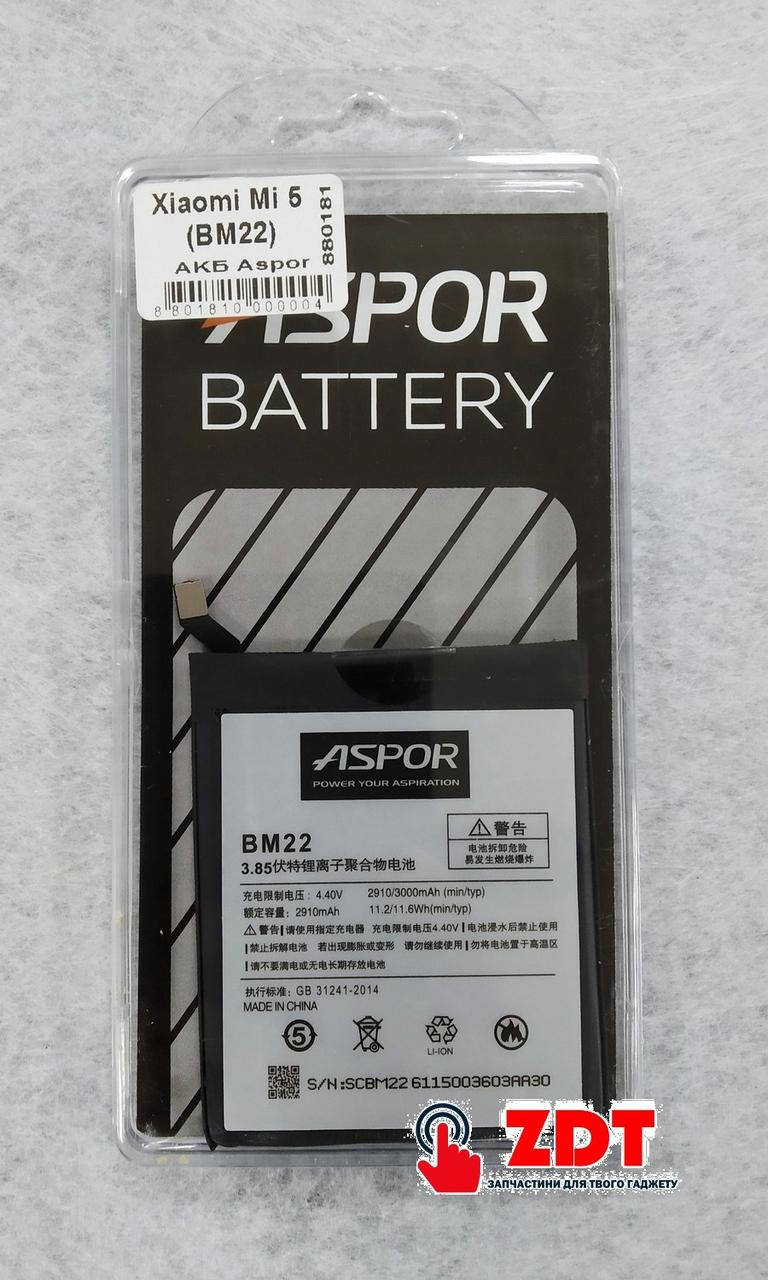 Xiaomi Mi 5
(BM22)
880181
АКБ Aspor
8801810000004
ASPOR
BATTERY
ASPOR
POWER YOUR ASPIRATION
BM22
3.85伏特锂离子聚合物电池
警告
电池拆卸危险
易发生燃烧爆炸
充电限制电压: 4.40V 2910/3000mAh (min/typ)
额定容量: 2910mAh 11.2/11.6Wh(min/typ)
警告|请使用指定充电器 充电限制电压4.40V|电池浸水后禁止使用
|禁止拆解电池 若出现膨胀或变形 请勿继续使用|勿将电池置于高温区
|请不要满电或无电长期存放电池
执行标准: GB 31241-2014
MADE IN CHINA
5
LI-ION
S/N:SCBM22 6115003603AA30
ZDT
ЗАПЧАСТИНИ ДЛЯ ТВОГО ГАДЖЕТУ